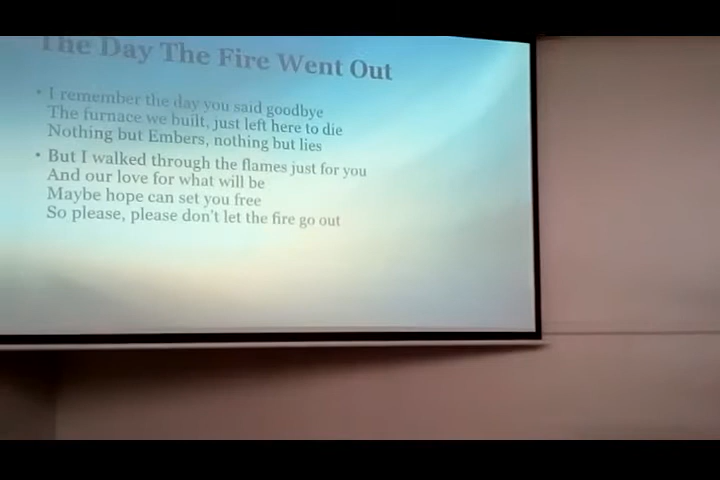 The Day The Fire Went Out
• I remember the day you said goodbye
The furnace we built, just left here to die
Nothing but Embers, nothing but lies
• But I walked through the flames just for you
And our love for what will be
Maybe hope can set you free
So please, please don't let the fire go out